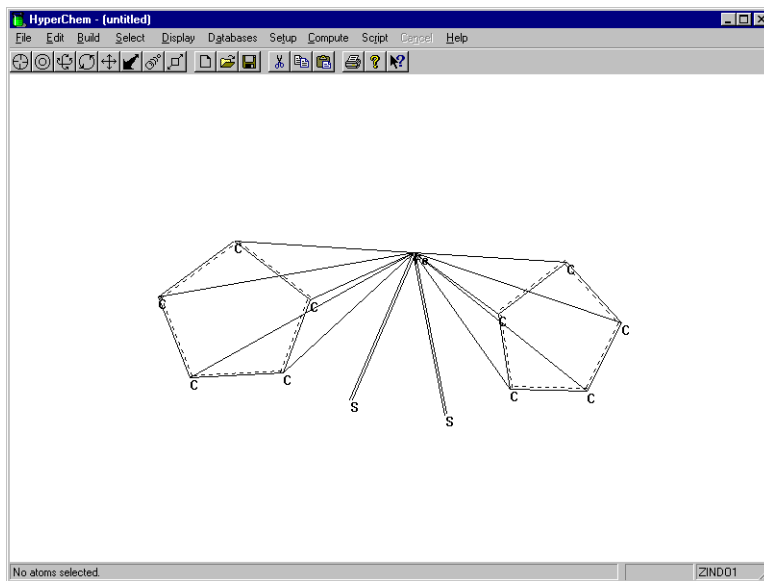 HyperChem - (untitled)
File Edit Build Select Display Databases Setup Compute Script Cancel Help
C
Fe
C
C
C
C
C
C
C
C
S
C
C
S
No atoms selected.
ZINDO1